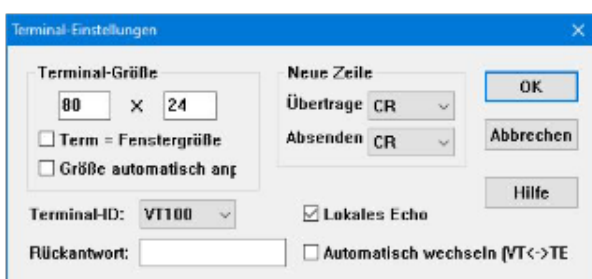 Terminal-Einstellungen
Terminal-Größe
80 X 24
Term = Fenstergröße
Größe automatisch anp
Neue Zeile
Übertrage CR
Absenden CR
OK
Abbrechen
Hilfe
Terminal-ID: VT100
Lokales Echo
Rückantwort:
Automatisch wechseln (VT<->TE